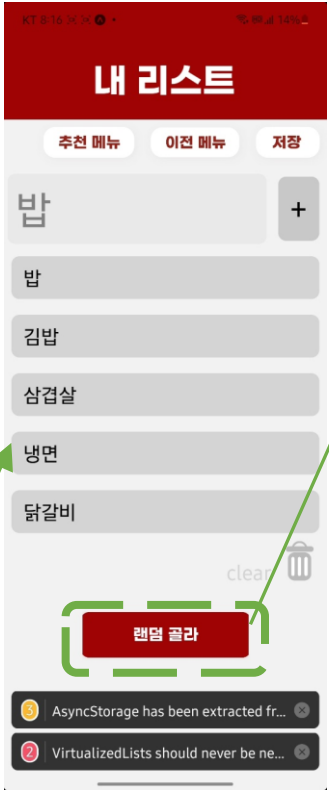 KT 8:16
14%
내 리스트
추천 메뉴 이전 메뉴 저장
밥
+
밥
김밥
삼겹살
냉면
닭갈비
clear
랜덤 골라
3 AsyncStorage has been extracted fr...
2 VirtualizedLists should never be ne...